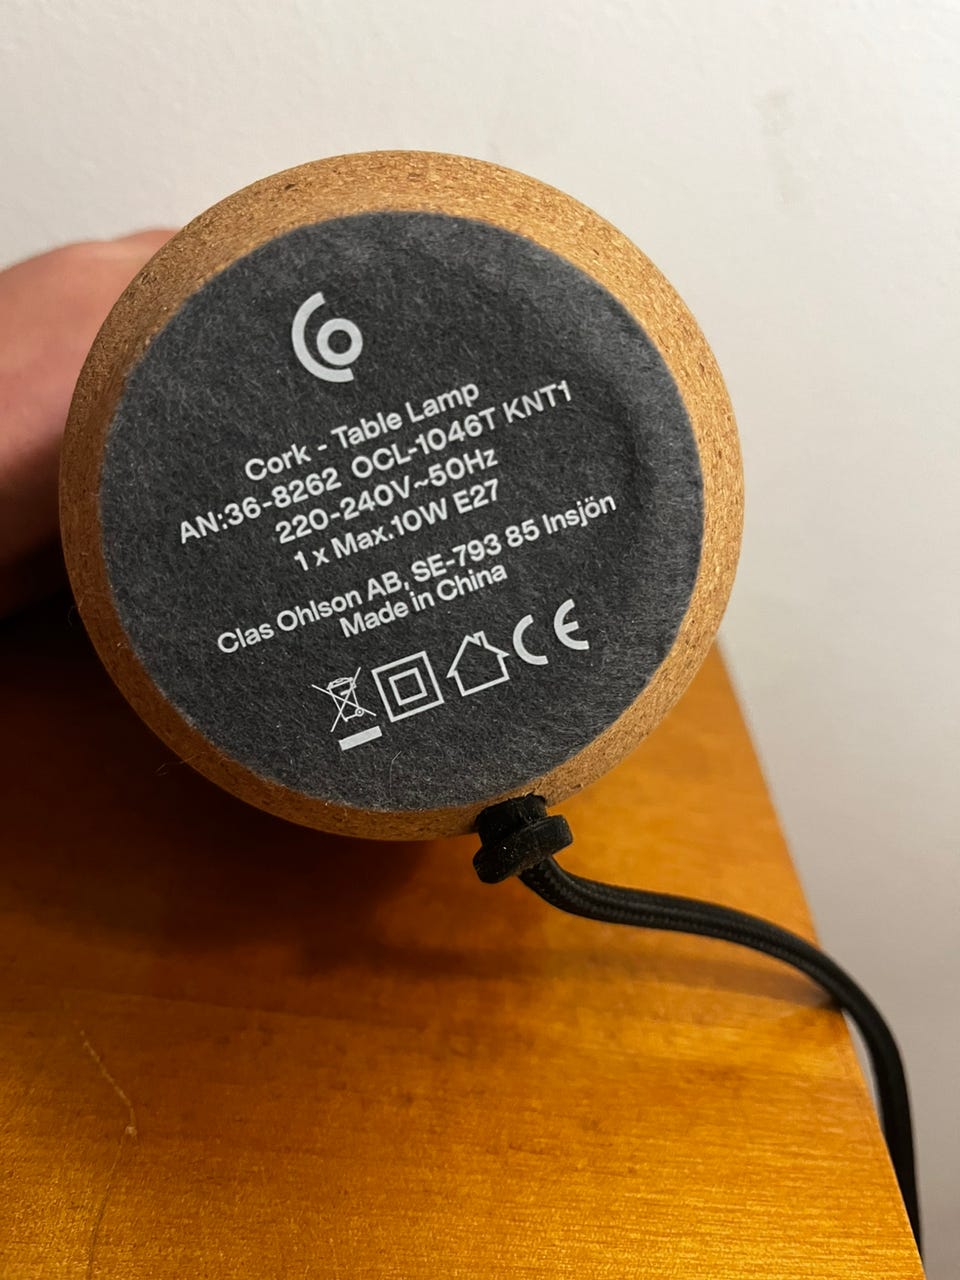 Co
Cork - Table Lamp
AN:36-8262 OCL-1046T KNT1
220-240V~50Hz
1 x Max.10W E27
Clas Ohlson AB, SE-793 85 Insjön
Made in China
CE